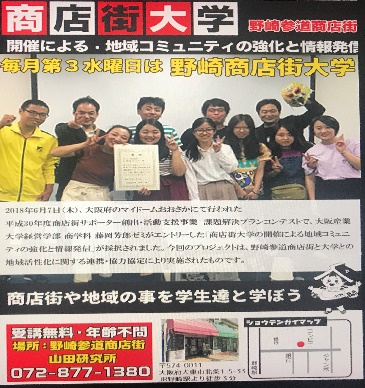 商店街大学
野崎参道商店街
開催による・地域コミュニティの強化と情報発信
毎月第3水曜日は 野崎商店街大学
2018年6月7日(木)、大阪府のマイドームおおさかにて行われた
平成30年度商店街サポーター創出・活動支援事業 課題解決プランコンテストで、大阪産業
大学経営学部 商学科 藤岡芳郎ゼミがエントリーした「商店街大学の開催による地域コミュニ
ティの強化と情報発信」が採択されました。今回のプロジェクトは、野崎参道商店街と大学との
地域活性化に関する連携・協力協定により実施されたものです。
商店街や地域の事を学生達と学ぼう
受講無料・年齢不問
場所:野崎参道商店街
山田研究所
072-877-1380
〒574-0011
大阪府大東市北条1-5-33
JR野崎駅より徒歩3分
ショウテンガイマップ